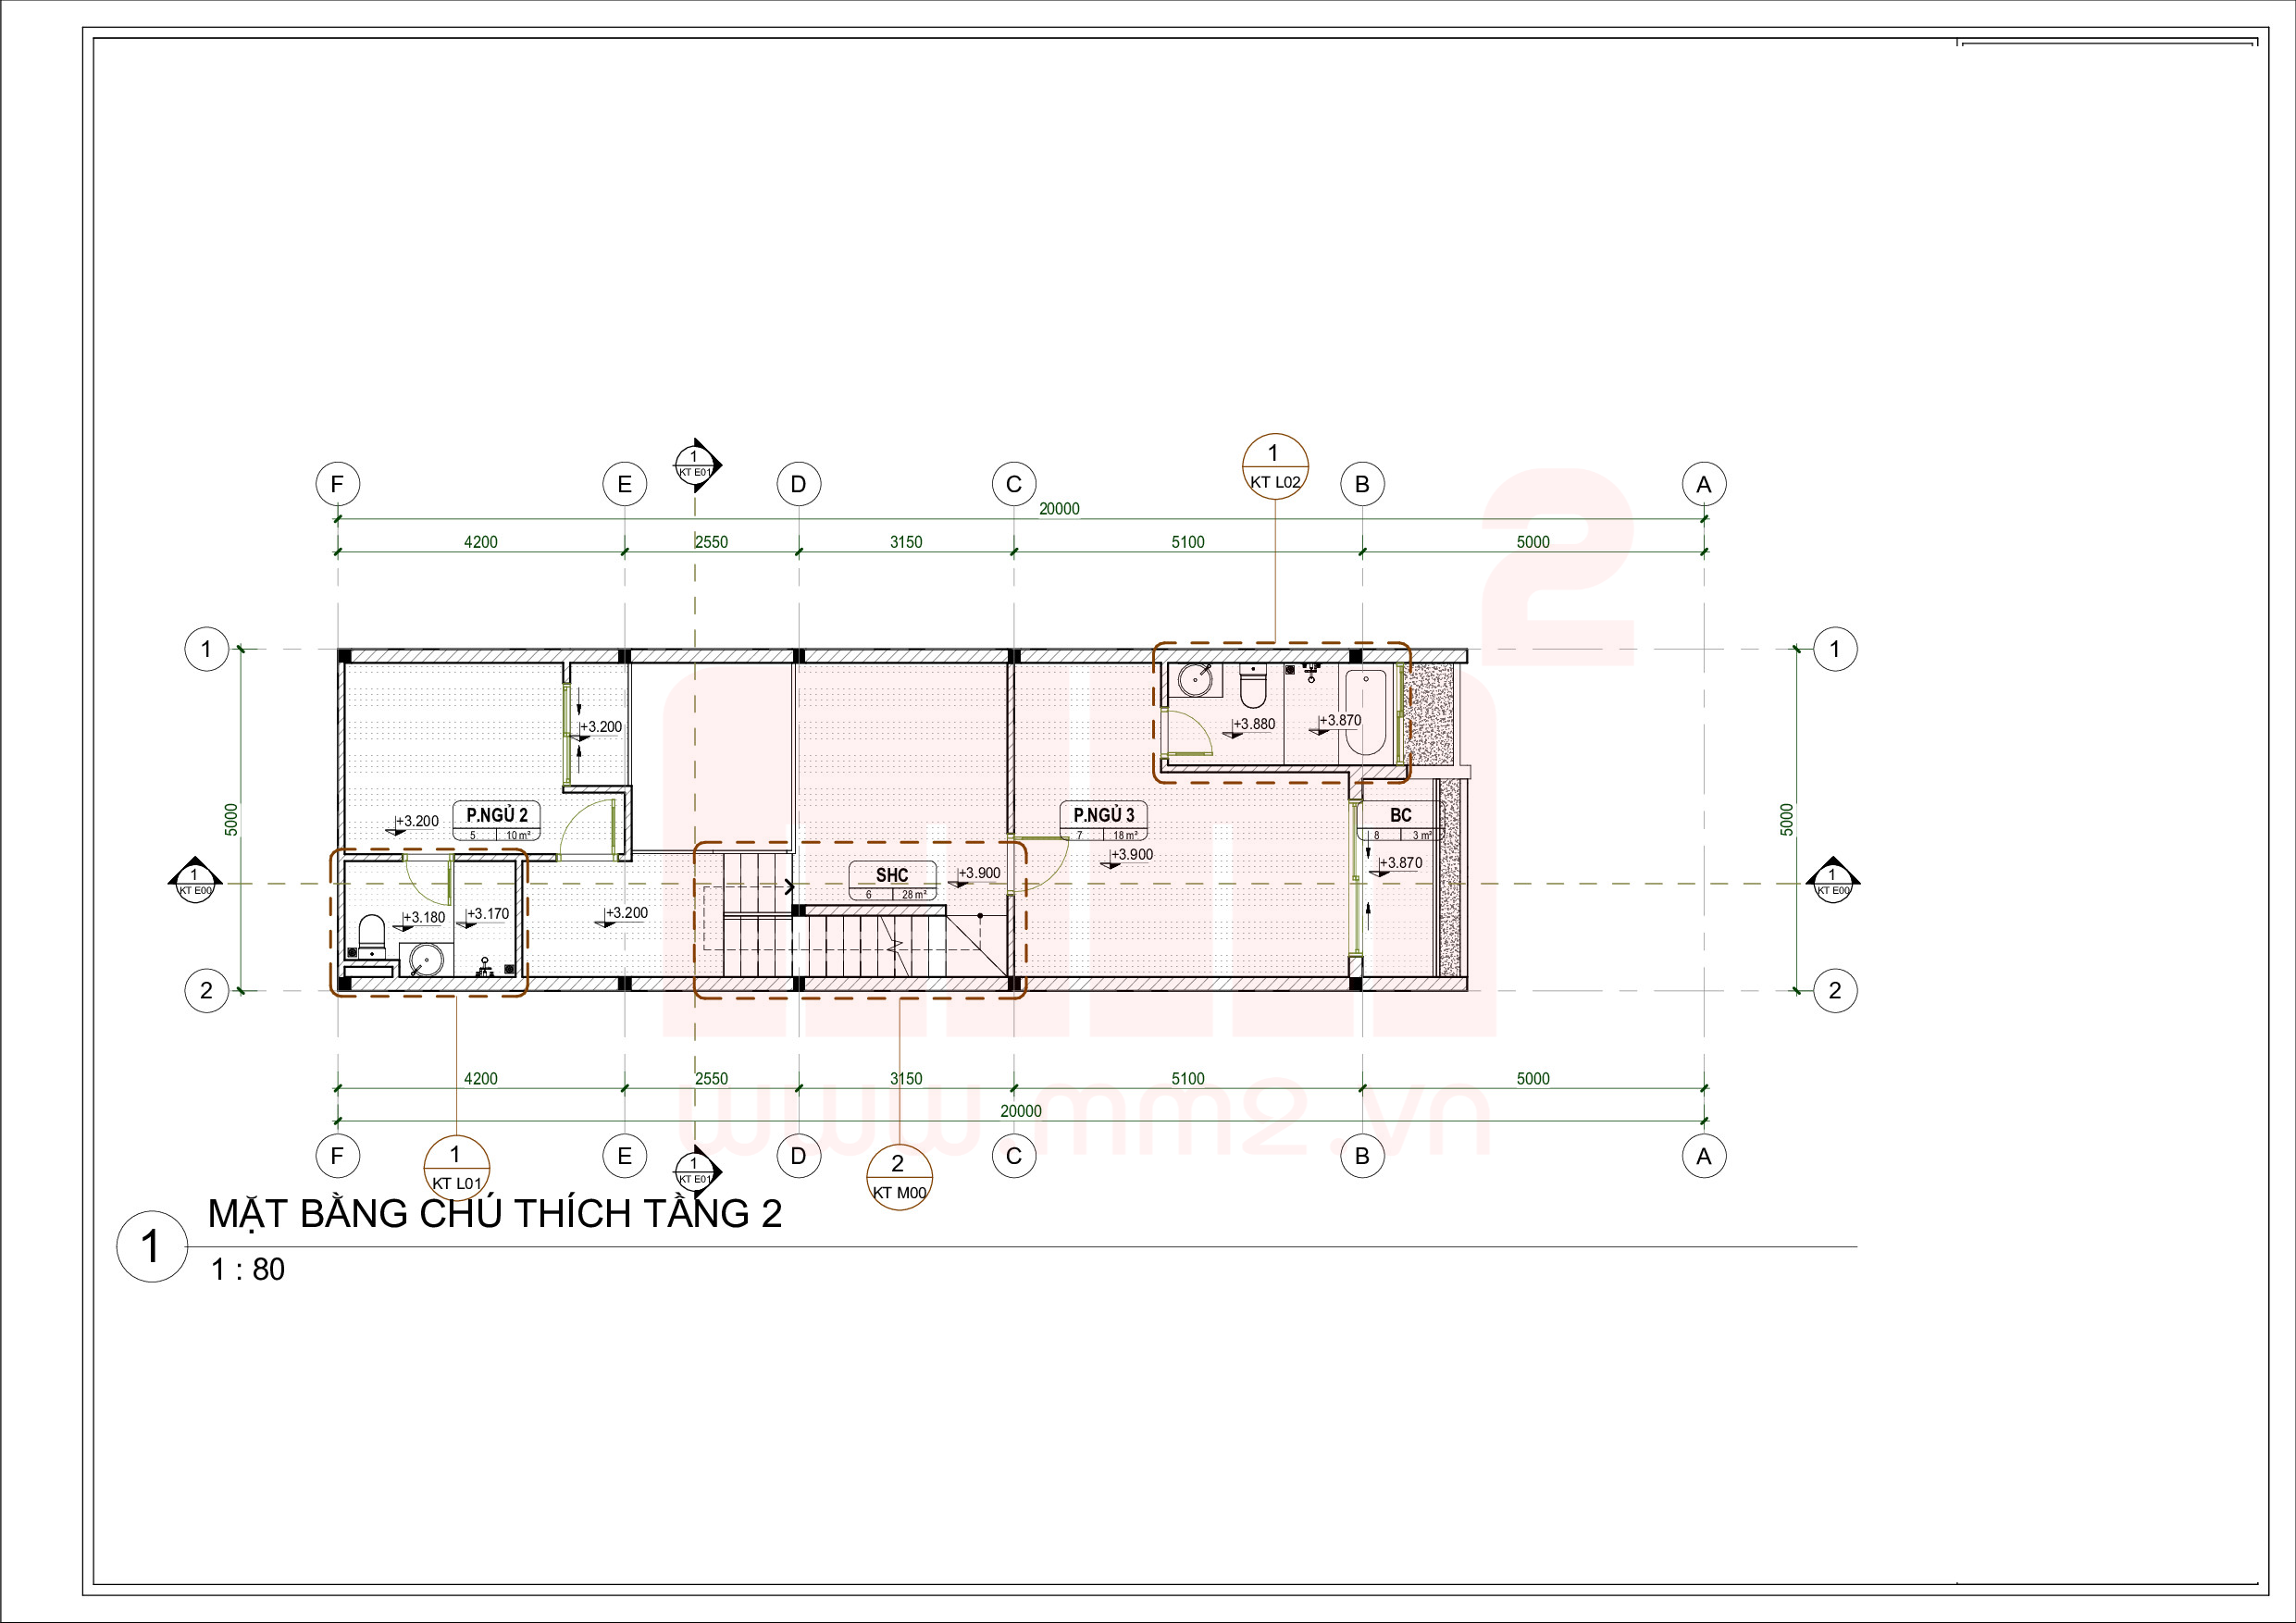 1
KT L02
1
KT E01
F
E
D
C
B
A
20000
4200
2550
3150
5100
5000
1
1
+3.200
+3.880
+3.870
5000
5000
P.NGỦ 2
5
10 m²
+3.200
P.NGỦ 3
7
18 m²
BC
8
3 m²
+3.900
+3.870
SHC
6
28 m²
+3.900
1
KT E00
1
KT E00
+3.180
+3.170
+3.200
2
2
4200
2550
3150
5100
5000
20000
www.mm2.vn
F
E
D
C
B
A
1
KT L01
1
KT E01
2
KT M00
1
MẶT BẰNG CHÚ THÍCH TẦNG 2
1 : 80